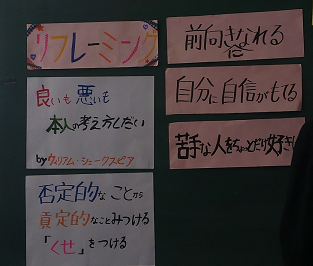 リフレーミング
良いも悪いも
本人の考え方しだい
byウィリアム・シェークスピア
否定的なことから
肯定的なことみつける
「くせ」をつける
前向きになれる
自分に自信がもてる
苦手な人をちょっとだけ好き!